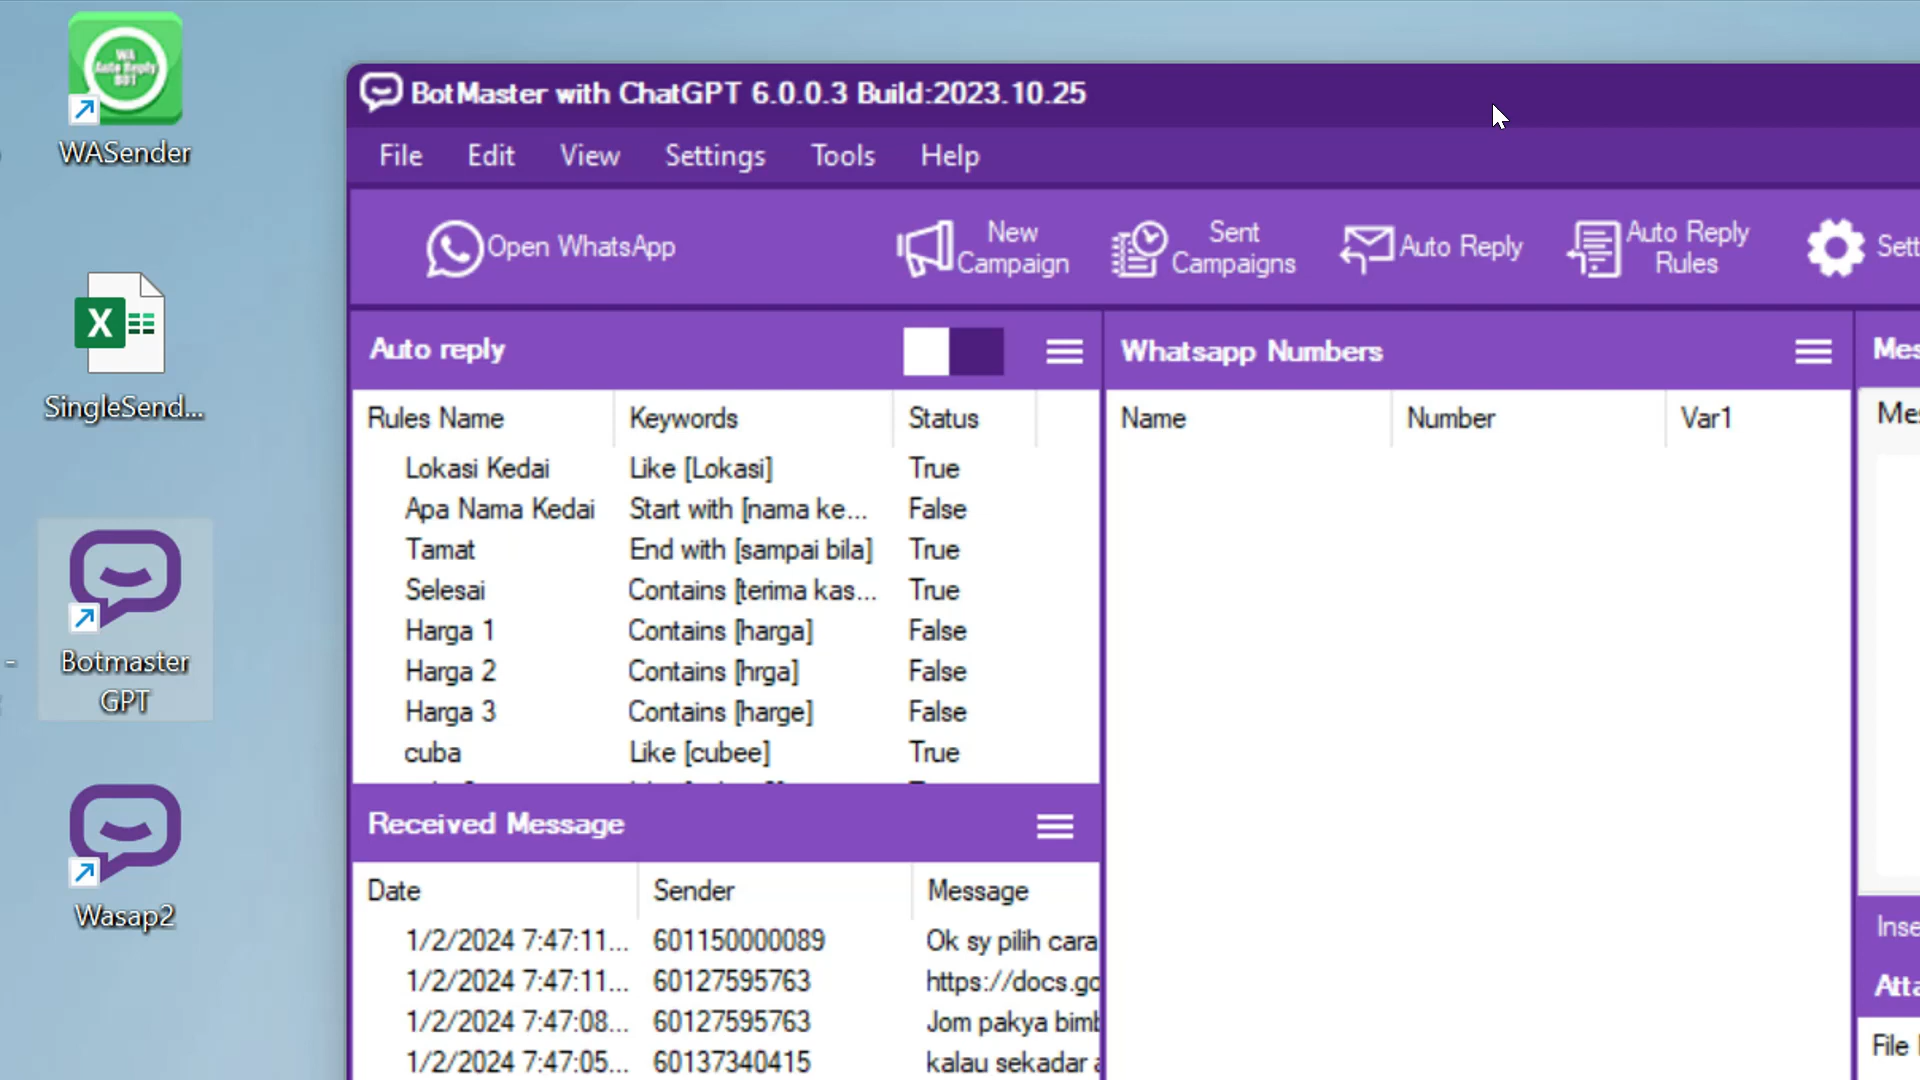 WA
Auto Reply
BOT
WASender
SingleSend...
Botmaster
GPT
Wasap2
BotMaster with ChatGPT 6.0.0.3 Build:2023.10.25
File Edit View Settings Tools Help
Open WhatsApp
New
Campaign
Sent
Campaigns
Auto Reply
Auto Reply
Rules
Sett
Auto reply
Rules Name Keywords Status
Lokasi Kedai Like [Lokasi] True
Apa Nama Kedai Start with [nama ke... False
Tamat End with [sampai bila] True
Selesai Contains [terima kas... True
Harga 1 Contains [harga] False
Harga 2 Contains [hrga] False
Harga 3 Contains [harge] False
cuba Like [cubee] True
Received Message
Date Sender Message
1/2/2024 7:47:11... 601150000089 Ok sy pilih cara
1/2/2024 7:47:11... 60127595763 https://docs.go
1/2/2024 7:47:08... 60127595763 Jom pakya bimb
1/2/2024 7:47:05... 60137340415 kalau sekadar
Whatsapp Numbers
Name Number Var1
Mes
Mes
Inse
Atta
File